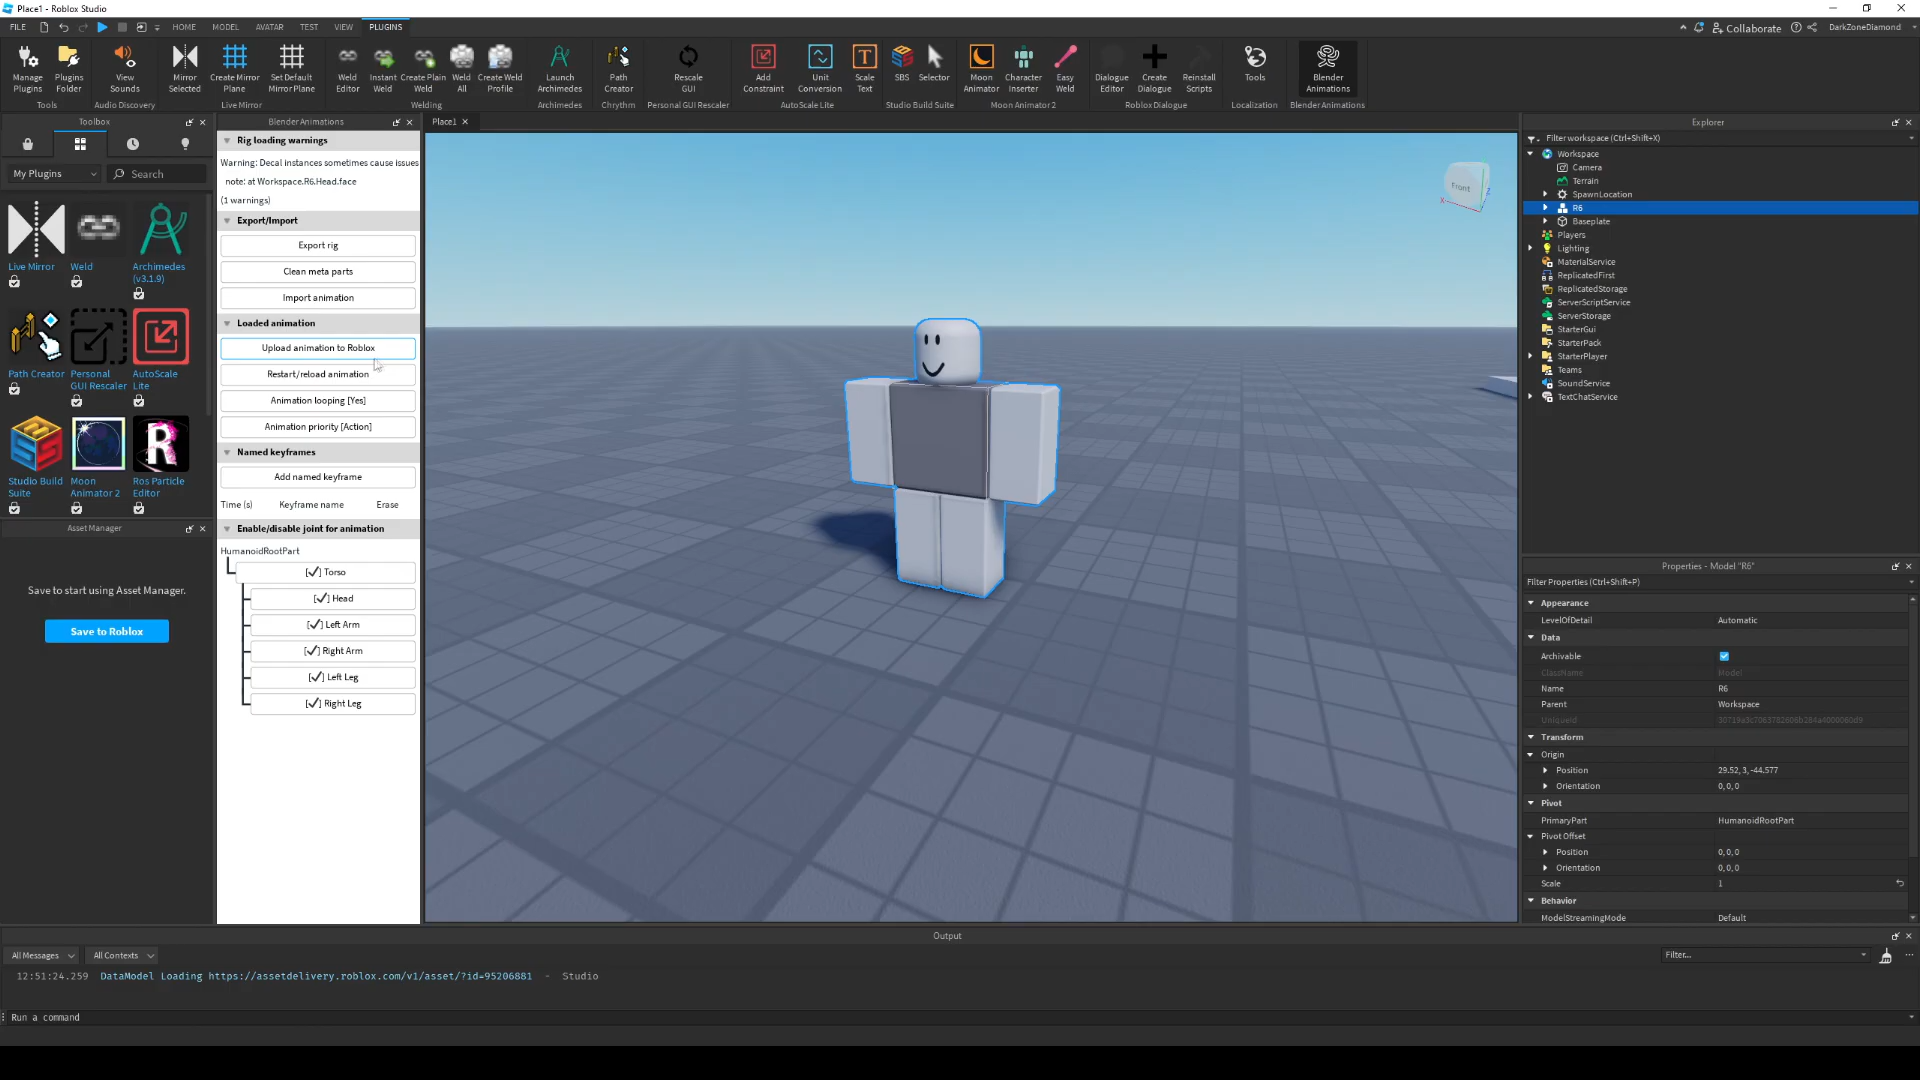 Place1 - Roblox Studio
FILE HOME MODEL AVATAR TEST VIEW PLUGINS Collaborate DarkZoneDiamond
Manage Plugins
Plugins Folder
Tools
View Sounds
Audio Discovery
Mirror Selected
Create Mirror Plane
Set Default Mirror Plane
Live Mirror
Weld Editor
Instant Weld
Create Plain Weld
Weld All
Create Weld Profile
Welding
Launch Archimedes
Archimedes
Path Creator
Chrythm
Rescale GUI
Personal GUI Rescaler
Add Constraint
Unit Conversion
Scale Text
AutoScale Lite
SBS
Selector
Studio Build Suite
Moon Animator
Character Inserter
Easy Weld
Moon Animator 2
Dialogue Editor
Create Dialogue
Reinstall Scripts
Roblox Dialogue
Tools
Localization
Blender Animations
Blender Animations
Toolbox
My Plugins
Search
Live Mirror
Weld
Archimedes (v3.1.9)
Path Creator
Personal GUI Rescaler
AutoScale Lite
Studio Build Suite
Moon Animator 2
Ros Particle Editor
Asset Manager
Save to start using Asset Manager.
Save to Roblox
Blender Animations
Rig loading warnings
Warning: Decal instances sometimes cause issues
note: at Workspace.R6.Head.face
(1 warnings)
Export/Import
Export rig
Clean meta parts
Import animation
Loaded animation
Upload animation to Roblox
Restart/reload animation
Animation looping [Yes]
Animation priority [Action]
Named keyframes
Add named keyframe
Time (s) Keyframe name Erase
Enable/disable joint for animation
HumanoidRootPart
[✓] Torso
[✓] Head
[✓] Left Arm
[✓] Right Arm
[✓] Left Leg
[✓] Right Leg
Place1
Front
X
Z
Explorer
Filter workspace (Ctrl+Shift+X)
Workspace
Camera
Terrain
SpawnLocation
R6
Baseplate
Players
Lighting
MaterialService
ReplicatedFirst
ReplicatedStorage
ServerScriptService
ServerStorage
StarterGui
StarterPack
StarterPlayer
Teams
SoundService
TextChatService
Properties - Model "R6"
Filter Properties (Ctrl+Shift+P)
Appearance
LevelOfDetail Automatic
Data
Archivable
ClassName Model
Name R6
Parent Workspace
UniqueId
Transform
Origin
Position 29.52, 3, -44.577
Orientation 0, 0, 0
Pivot
PrimaryPart HumanoidRootPart
Pivot Offset
Position 0, 0, 0
Orientation 0, 0, 0
Scale 1
Behavior
ModelStreamingMode Default
Output
All Messages All Contexts Filter...
12:51:24.259 DataModel Loading https://assetdelivery.roblox.com/v1/asset/?id=95206881 - Studio
Run a command